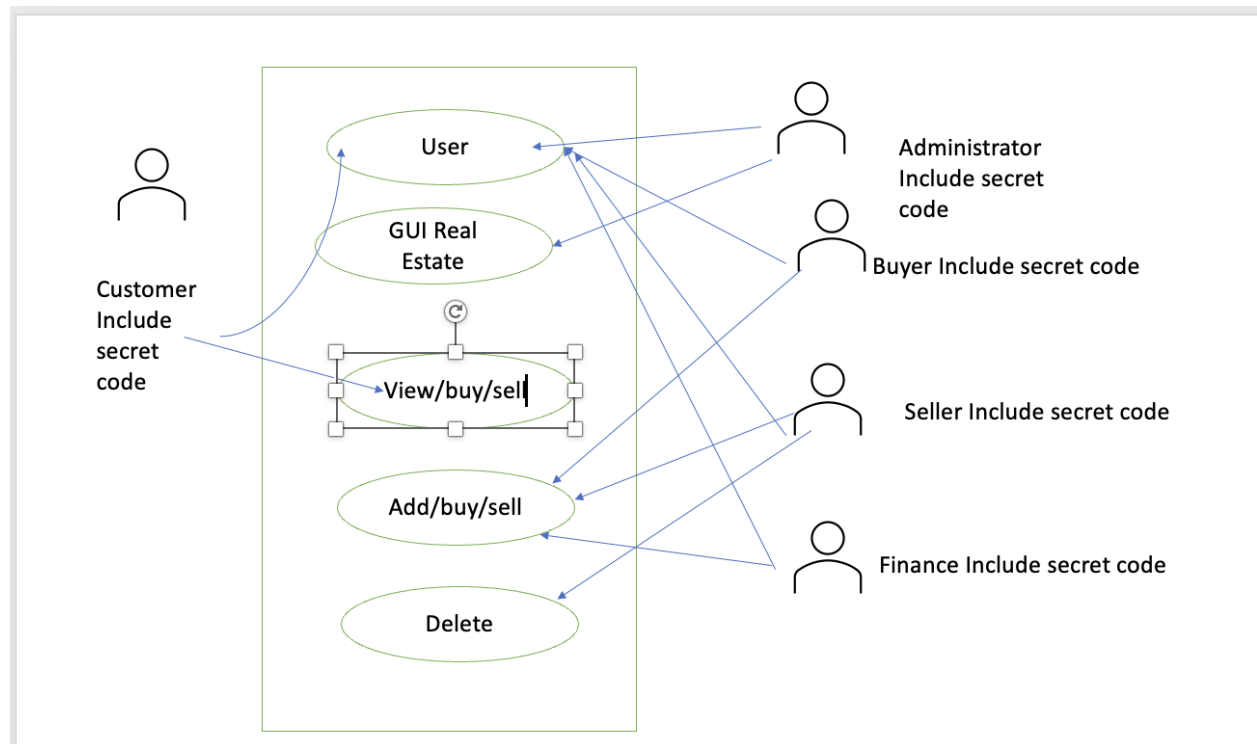 User
GUI Real
Estate
View/buy/sell
Add/buy/sell
Delete
Customer
Include
secret
code
Administrator
Include secret
code
Buyer Include secret code
Seller Include secret code
Finance Include secret code